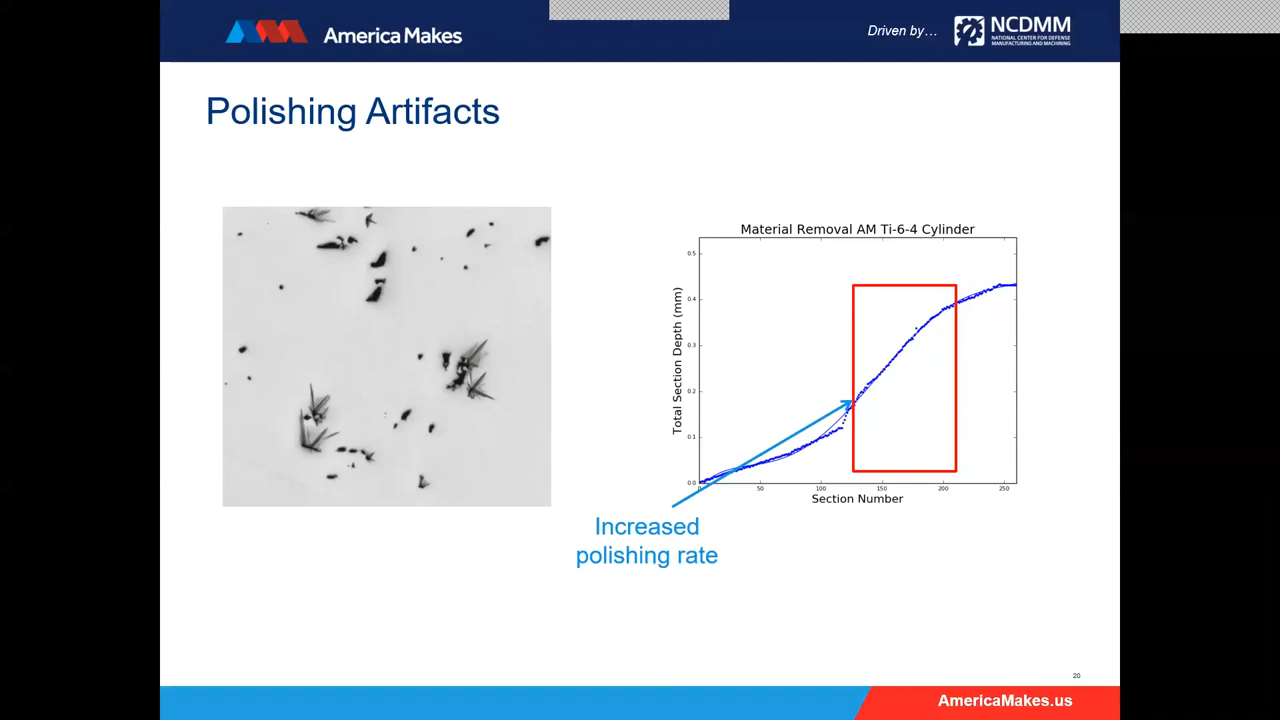 America Makes
Driven by…
NCDMM
NATIONAL CENTER FOR DEFENSE
MANUFACTURING AND MACHINING
Polishing Artifacts
Material Removal AM Ti-6-4 Cylinder
0.5
0.4
0.3
0.2
0.1
0.0
Total Section Depth (mm)
0
50
100
150
200
250
Section Number
Increased
polishing rate
20
AmericaMakes.us